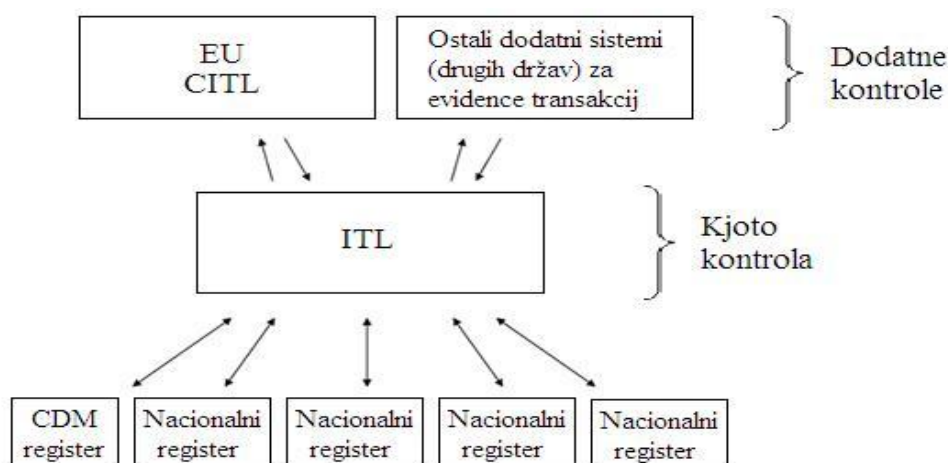 EU
CITL
Ostali dodatni sistemi
(drugih držav) za
evidence transakcij
Dodatne
kontrole
ITL
Kjoto
kontrola
CDM
register
Nacionalni
register
Nacionalni
register
Nacionalni
register
Nacionalni
register